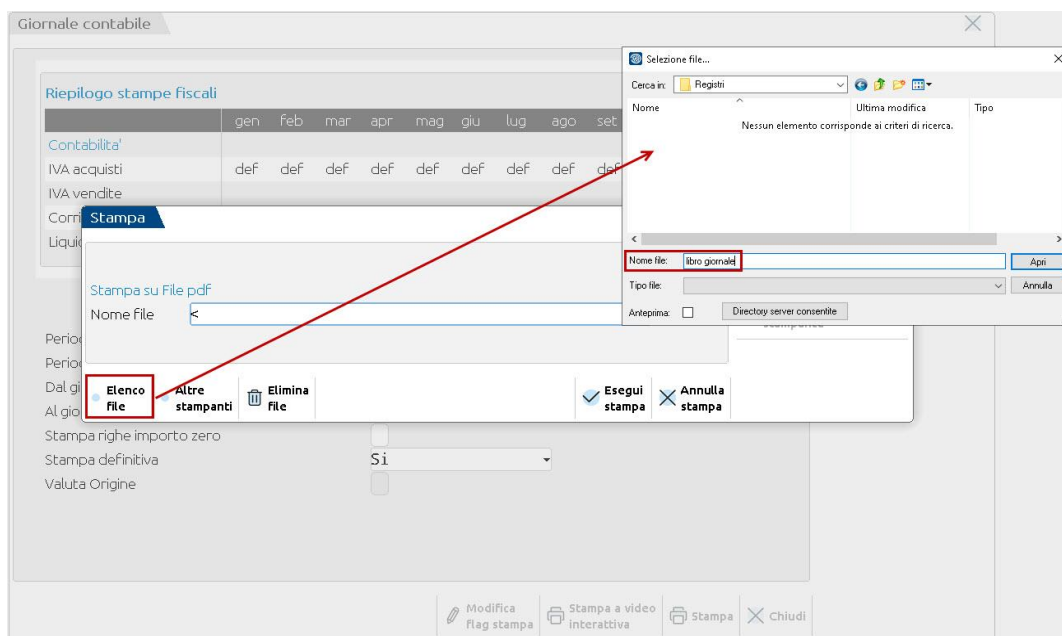 Giornale contabile
Riepilogo stampe fiscali
gen feb mar apr mag giu lug ago set
Contabilita'
IVA acquisti def def def def def def def def def
IVA vendite
Corri
Liquid
Stampa
Stampa su File pdf
Nome file <
Elenco file
Altre stampanti
Elimina file
Esegui stampa
Annulla stampa
Selezione file...
Cerca in: Registri
Nome Ultima modifica Tipo
Nessun elemento corrisponde ai criteri di ricerca.
Nome file: libro giornale Apri
Tipo file: Annulla
Anteprima: Directory server consentite
Perio
Perio
Dal gi
Al gio
Stampa righe importo zero
Stampa definitiva Si
Valuta Origine
Modifica flag stampa
Stampa a video interattiva
Stampa
Chiudi